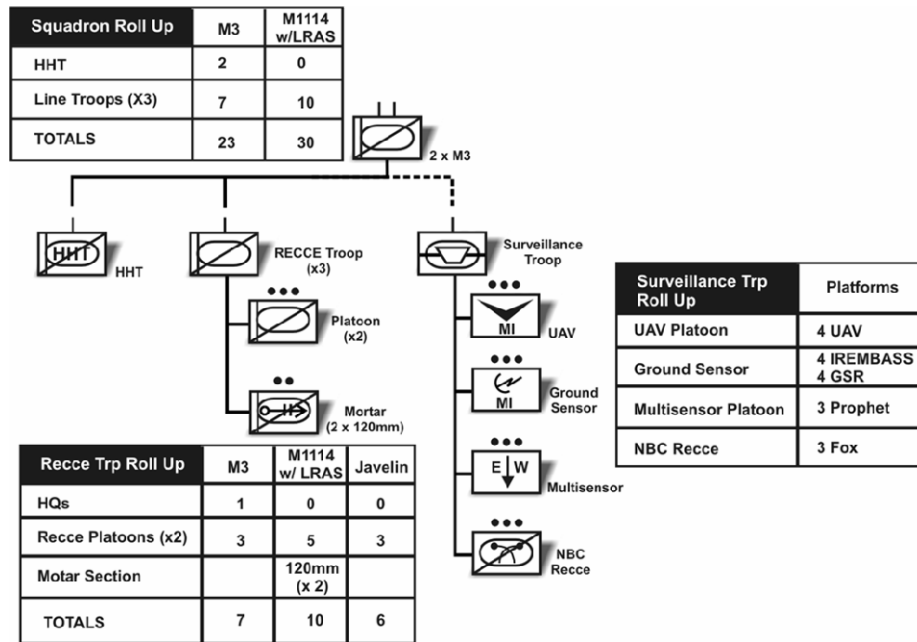 Squadron Roll Up M3 M1114 w/LRAS
HHT 2 0
Line Troops (X3) 7 10
TOTALS 23 30
2 x M3
HHT
HHT
RECCE Troop
(x3)
Surveillance
Troop
Platoon
(x2)
Mortar
(2 x 120mm)
MI
UAV
MI
Ground
Sensor
E W
Multisensor
NBC
Recce
Surveillance Trp
Roll Up
Platforms
UAV Platoon 4 UAV
Ground Sensor 4 IREMBASS
4 GSR
Multisensor Platoon 3 Prophet
NBC Recce 3 Fox
Recce Trp Roll Up M3 M1114 w/ LRAS Javelin
HQs 1 0 0
Recce Platoons (x2) 3 5 3
Motar Section 120mm
(x 2)
TOTALS 7 10 6